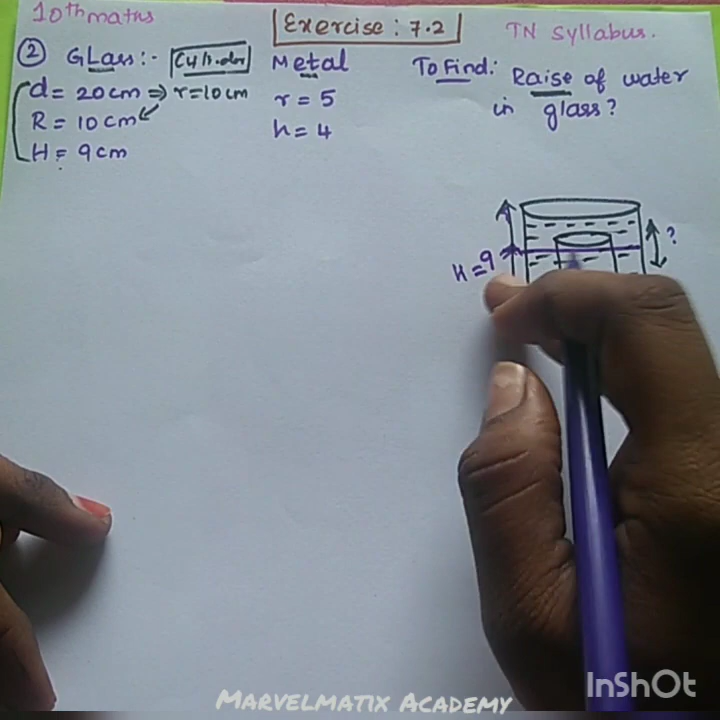 10th maths
Exercise : 7.2
TN Syllabus.
② GLass :- Cylinder
d = 20cm ⇒ r=10cm
R = 10cm
H = 9cm
Metal
r = 5
h = 4
To Find: Raise of water
in glass?
H=9
?
MARVELMATIX ACADEMY
InShOt